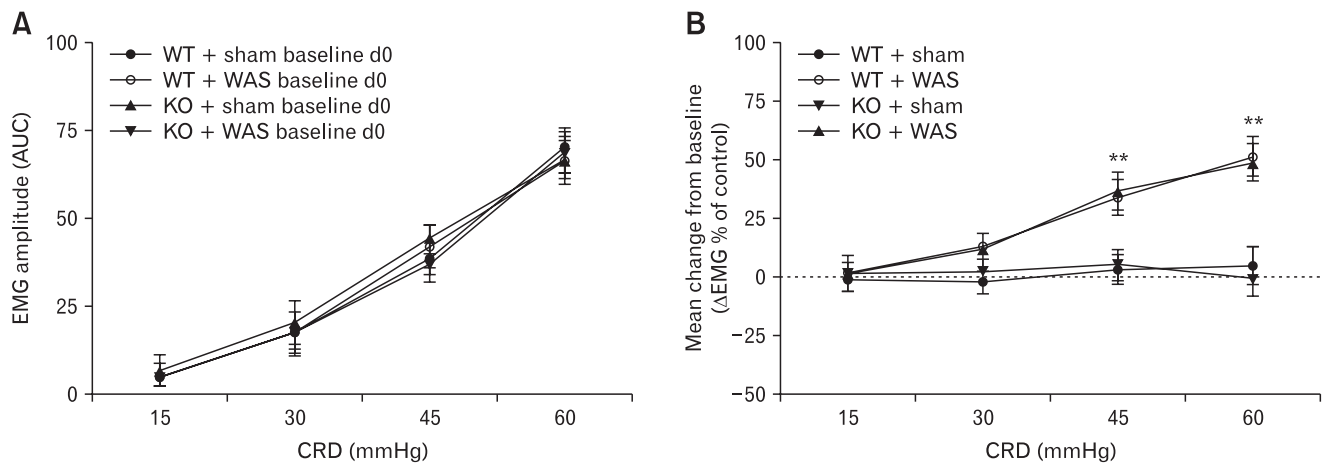 A
100
75
50
25
0
EMG amplitude (AUC)
WT + sham baseline d0
WT + WAS baseline d0
KO + sham baseline d0
KO + WAS baseline d0
15 30 45 60
CRD (mmHg)
B
100
75
50
25
0
−25
−50
Mean change from baseline
(ΔEMG % of control)
WT + sham
WT + WAS
KO + sham
KO + WAS
**
**
15 30 45 60
CRD (mmHg)